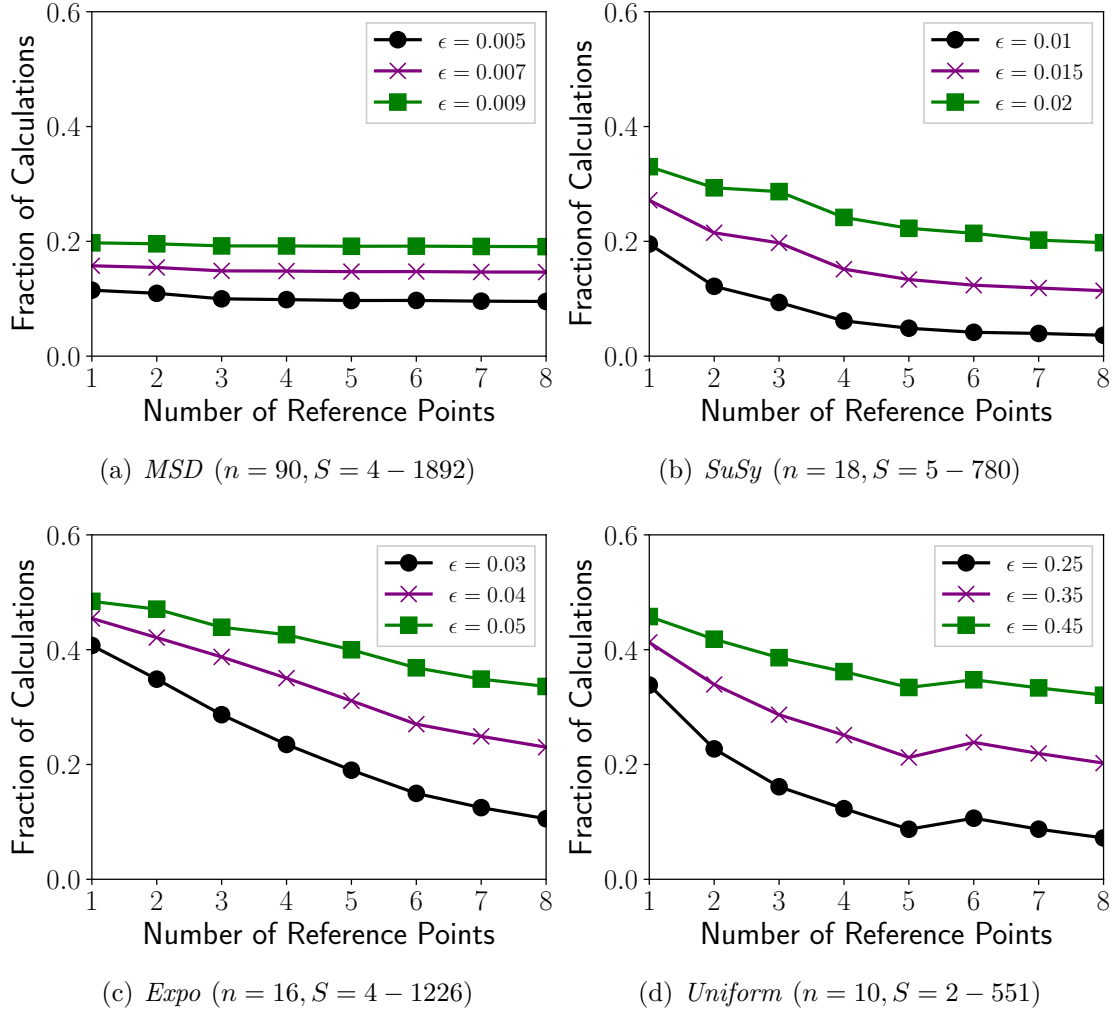 0.6
0.4
0.2
0.0
Fraction of Calculations
ϵ = 0.005
ϵ = 0.007
ϵ = 0.009
1 2 3 4 5 6 7 8
Number of Reference Points
(a) MSD (n = 90, S = 4 − 1892)
0.6
0.4
0.2
0.0
Fractionof Calculations
ϵ = 0.01
ϵ = 0.015
ϵ = 0.02
1 2 3 4 5 6 7 8
Number of Reference Points
(b) SuSy (n = 18, S = 5 − 780)
0.6
0.4
0.2
0.0
Fraction of Calculations
ϵ = 0.03
ϵ = 0.04
ϵ = 0.05
1 2 3 4 5 6 7 8
Number of Reference Points
(c) Expo (n = 16, S = 4 − 1226)
0.6
0.4
0.2
0.0
Fraction of Calculations
ϵ = 0.25
ϵ = 0.35
ϵ = 0.45
1 2 3 4 5 6 7 8
Number of Reference Points
(d) Uniform (n = 10, S = 2 − 551)